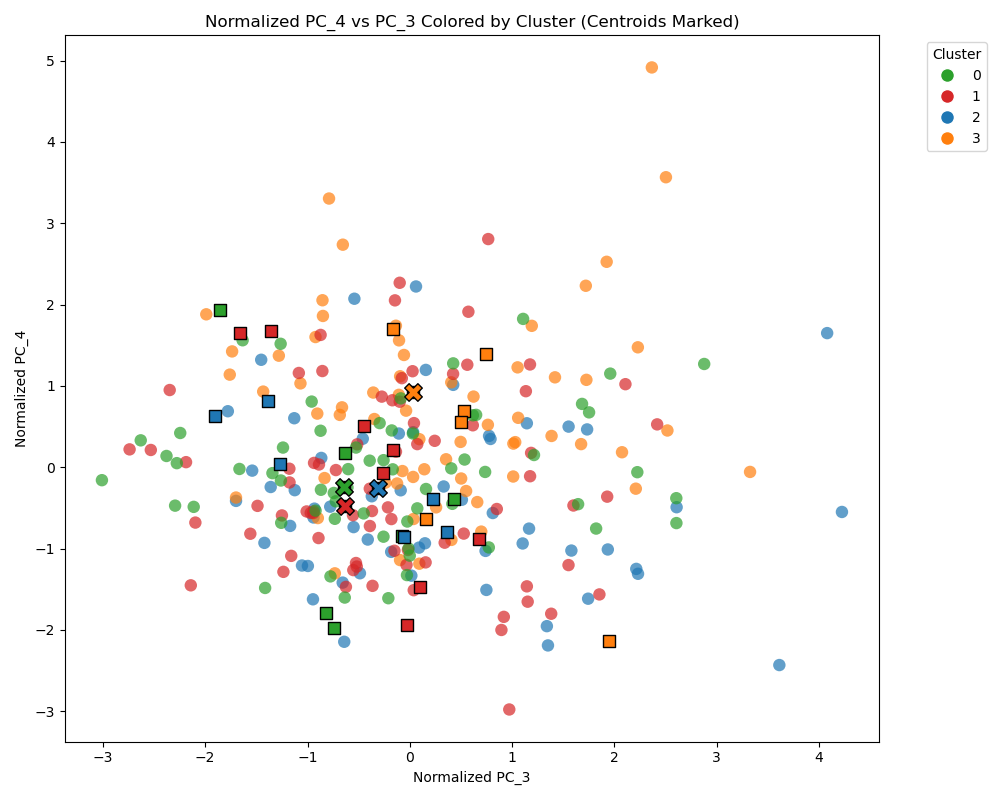 Normalized PC_4 vs PC_3 Colored by Cluster (Centroids Marked)
Cluster
0
1
2
3
5
4
3
2
1
0
−1
−2
−3
Normalized PC_4
−3 −2 −1 0 1 2 3 4
Normalized PC_3